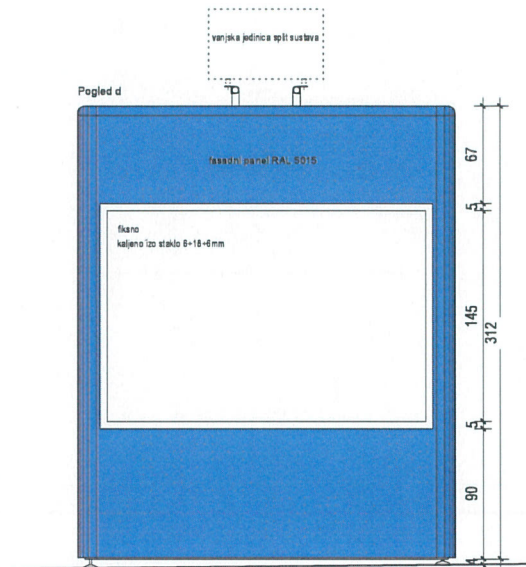 vanjska jedinica split sustava
Pogled d
fasadni panel RAL 5015
fiksno
kaljeno izo staklo 6+16+6mm
67
5
145
312
5
90
4